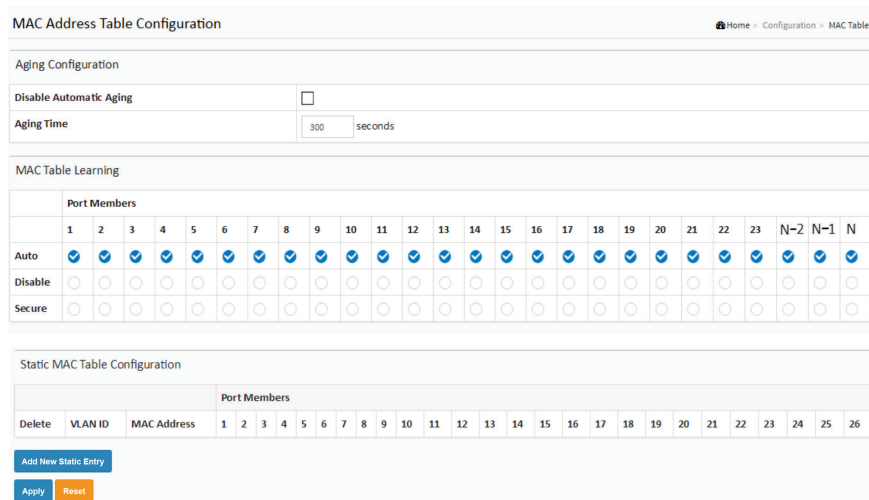 MAC Address Table Configuration
Home > Configuration > MAC Table
Aging Configuration
Disable Automatic Aging
Aging Time 300 seconds
MAC Table Learning
Port Members
1 2 3 4 5 6 7 8 9 10 11 12 13 14 15 16 17 18 19 20 21 22 23 N-2 N-1 N
Auto
Disable
Secure
Static MAC Table Configuration
Port Members
Delete VLAN ID MAC Address 1 2 3 4 5 6 7 8 9 10 11 12 13 14 15 16 17 18 19 20 21 22 23 24 25 26
Add New Static Entry
Apply Reset